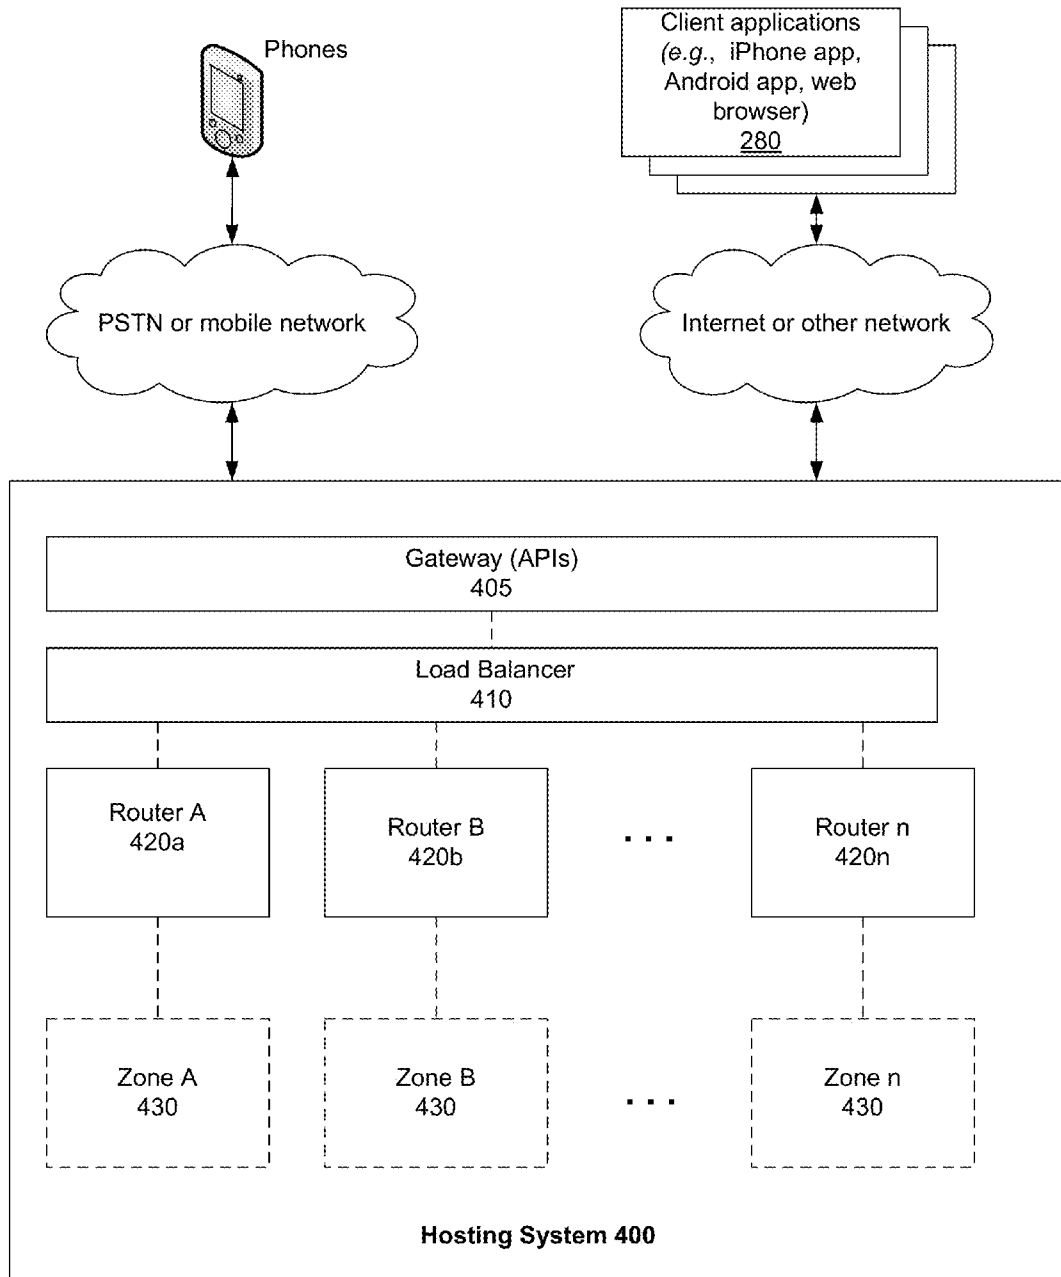 Phones
Client applications
(e.g., iPhone app,
Android app, web
browser)
280
PSTN or mobile network
Internet or other network
Gateway (APIs)
405
Load Balancer
410
Router A
420a
Router B
420b
. . .
Router n
420n
Zone A
430
Zone B
430
. . .
Zone n
430
Hosting System 400